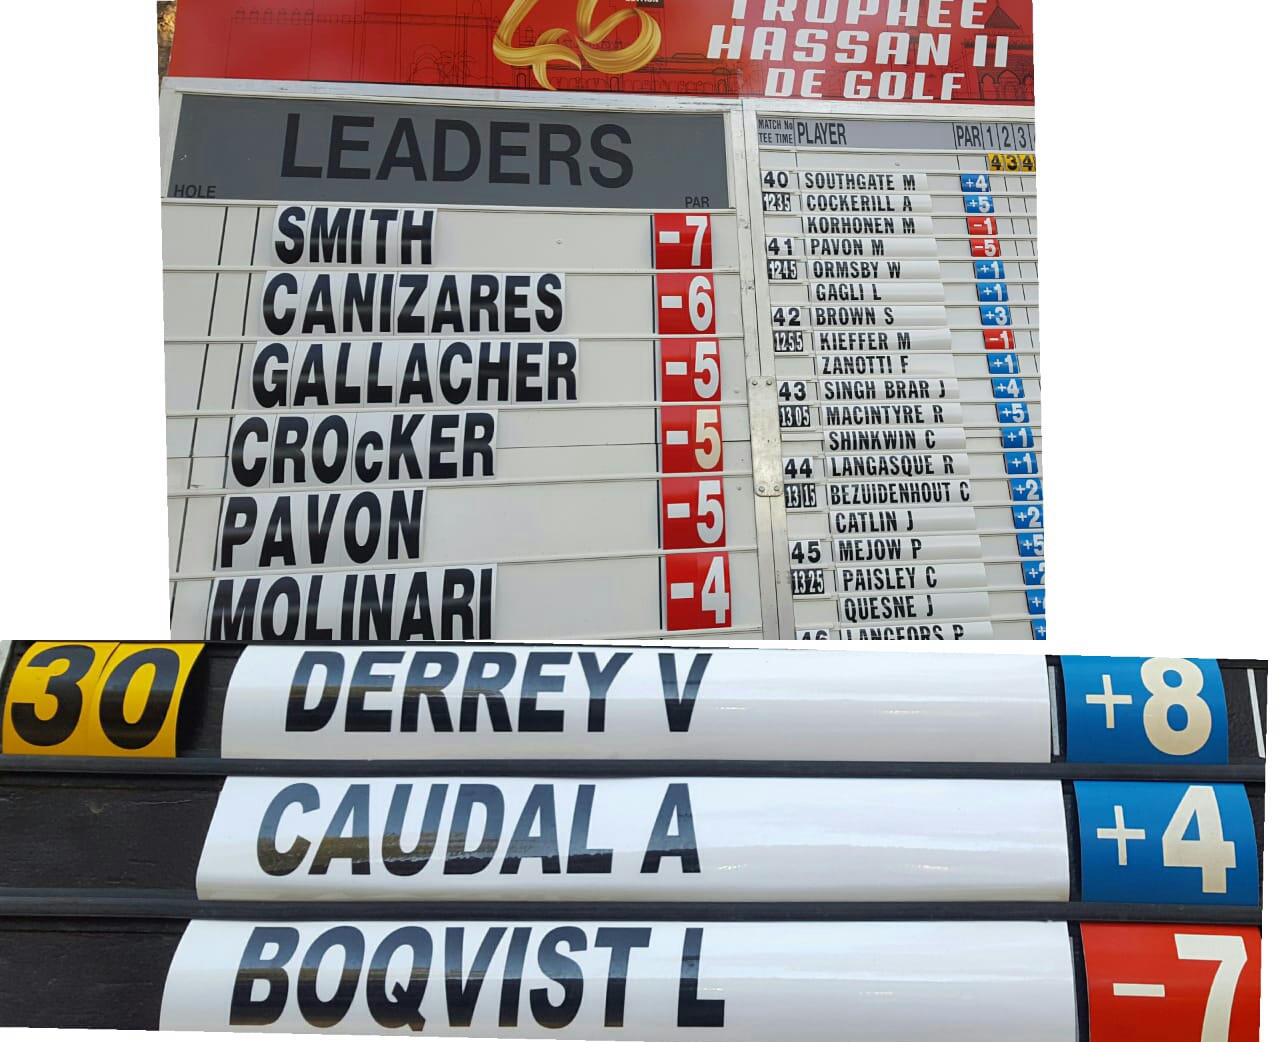 TROPHEE
HASSAN II
DE GOLF
LEADERS
HOLE PAR
SMITH -7
CANIZARES -6
GALLACHER -5
CROcKER -5
PAVON -5
MOLINARI -4
MATCH No
TEE TIME PLAYER PAR 1 2 3
4 3 4
40 SOUTHGATE M +4
1235 COCKERILL A +5
KORHONEN M -1
41 PAVON M -5
1245 ORMSBY W +1
GAGLI L +1
42 BROWN S +3
1255 KIEFFER M -1
ZANOTTI F +1
43 SINGH BRAR J +4
1305 MACINTYRE R +5
SHINKWIN C +1
44 LANGASQUE R +1
1315 BEZUIDENHOUT C +2
CATLIN J +2
45 MEJOW P +5
1325 PAISLEY C +2
QUESNE J
46 LANGFORS P
30 DERREY V +8
CAUDAL A +4
BOQVIST L -7